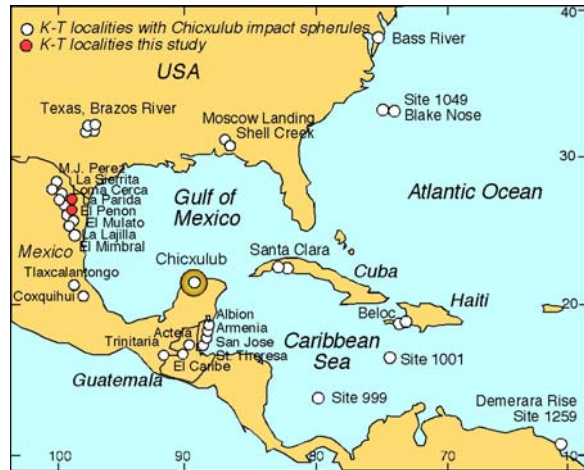 K-T localities with Chicxulub impact spherules
K-T localities this study
40
Bass River
USA
Texas, Brazos River
Site 1049
Blake Nose
Moscow Landing
Shell Creek
30
M.J. Perez
La Sierrita
Loma Cerca
La Parida
El Penon
El Mulato
La Lajilla
El Mimbral
Gulf of
Mexico
Atlantic Ocean
Mexico
Tlaxcalantongo
Coxquihui
Chicxulub
Santa Clara
Cuba
Haiti
Beloc
20
Albion
Armenia
San Jose
St. Theresa
Actela
Trinitaria
El Caribe
Guatemala
Caribbean
Sea
Site 1001
Site 999
Demerara Rise
Site 1259
100
90
80
70
10